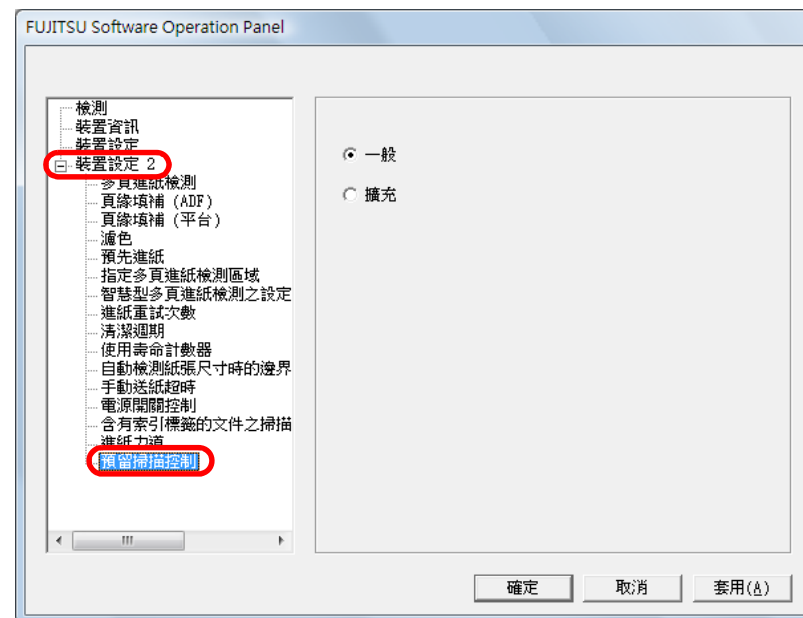 FUJITSU Software Operation Panel
檢測
裝置資訊
裝置設定
裝置設定 2
多頁進紙檢測
頁緣填補 (ADF)
頁緣填補 (平台)
濾色
預先進紙
指定多頁進紙檢測區域
智慧型多頁進紙檢測之設定
進紙重試次數
清潔週期
使用壽命計數器
自動檢測紙張尺寸時的邊界
手動送紙超時
電源開關控制
含有索引標籤的文件之掃描
進紙力道
預留掃描控制
一般
擴充
確定
取消
套用(A)